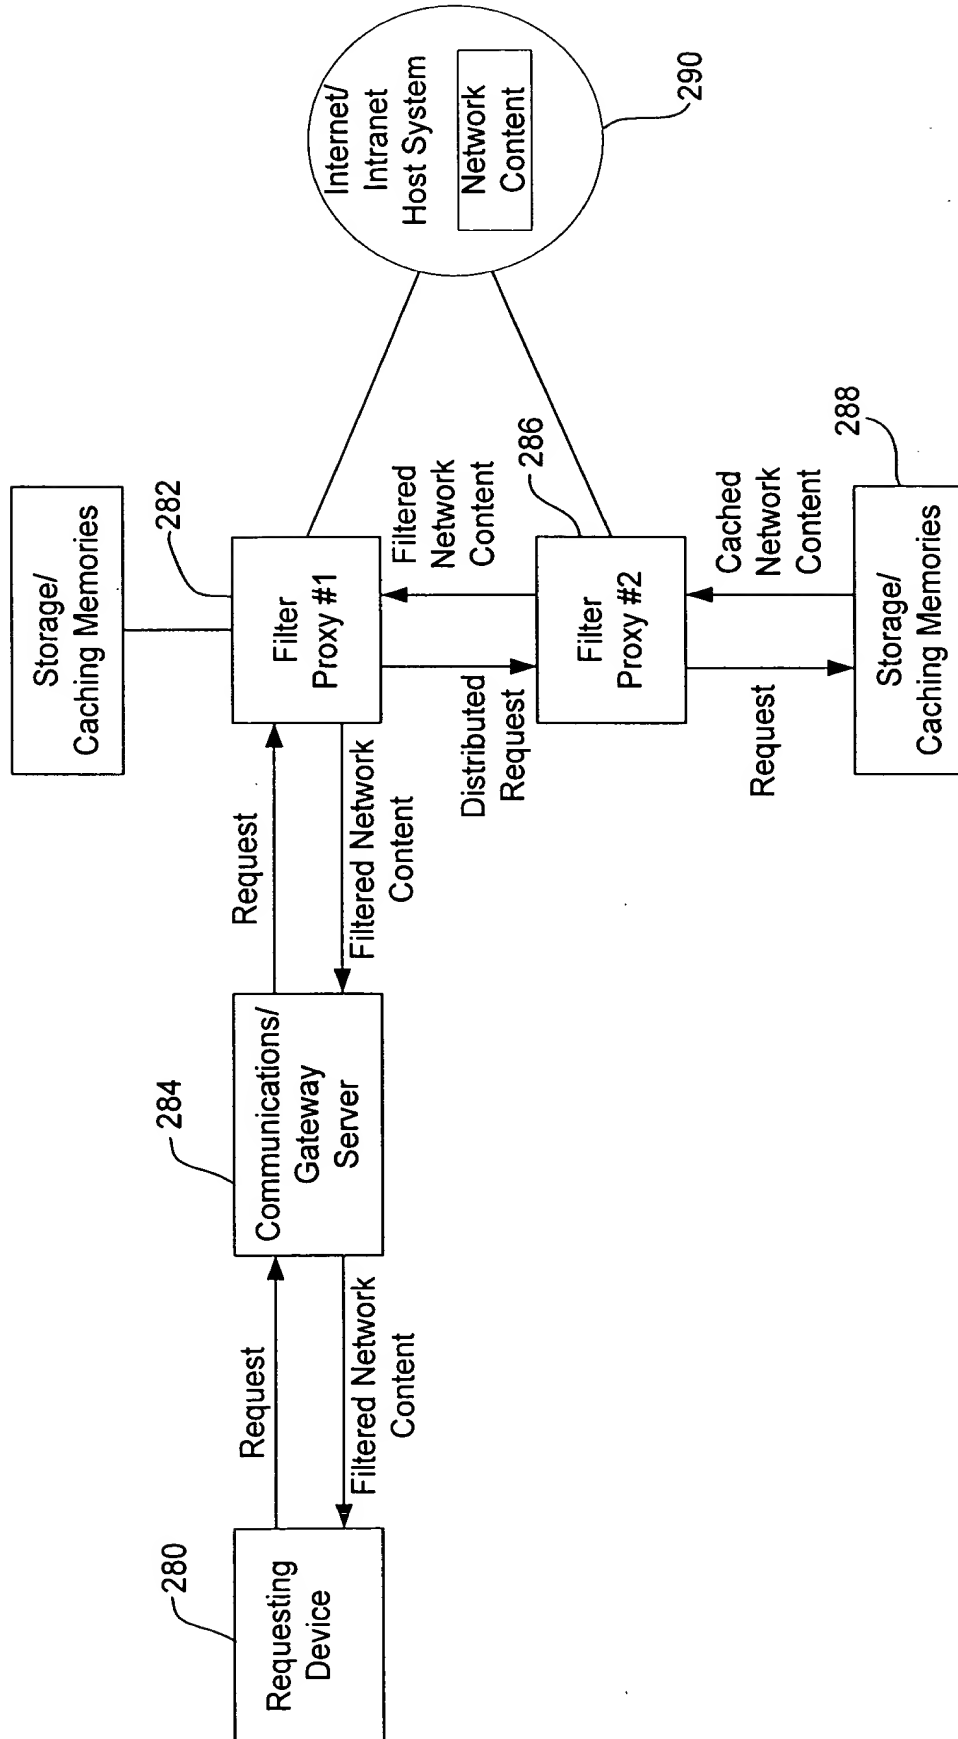 280
Requesting
Device
Request
Filtered Network
Content
284
Communications/
Gateway
Server
Request
Filtered Network
Content
Storage/
Caching Memories
282
Filter
Proxy #1
Distributed
Request
Filtered
Network
Content
286
Filter
Proxy #2
Request
Cached
Network
Content
288
Storage/
Caching Memories
Internet/
Intranet
Host System
Network
Content
290